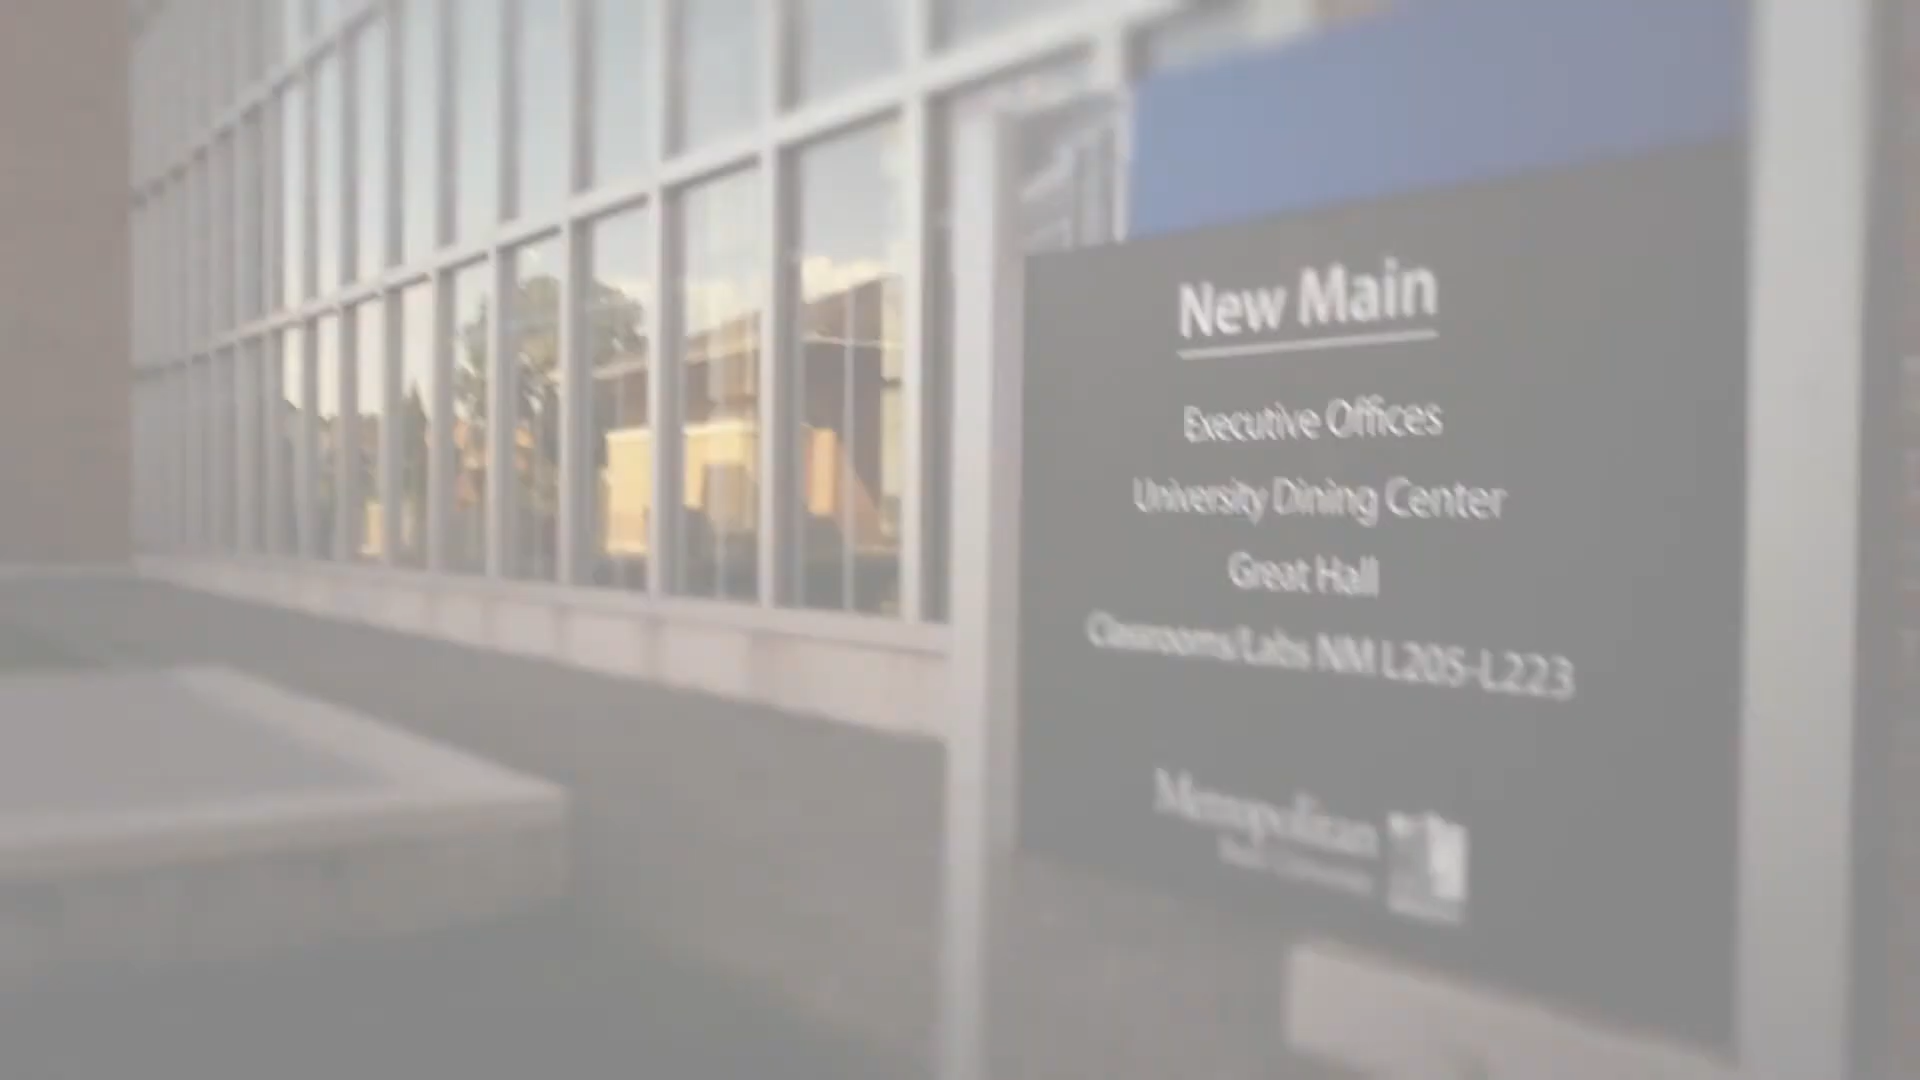 New Main
Executive Offices
University Dining Center
Great Hall
Classrooms/Labs NM L205-L223
Metropolitan